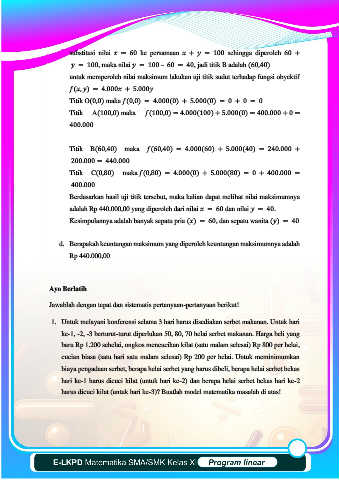 substitusi nilai x = 60 ke persamaan x + y = 100 sehingga diperoleh 60 +
y = 100, maka nilai y = 100 – 60 = 40, jadi titik B adalah (60,40)
untuk memperoleh nilai maksimum lakukan uji titik sudut terhadap fungsi obyektif
f(x, y) = 4.000x + 5.000y
Titik O(0,0) maka f(0,0) = 4.000(0) + 5.000(0) = 0 + 0 = 0
Titik A(100,0) maka f(100,0) = 4.000(100) + 5.000(0) = 400.000 + 0 =
400.000
Titik B(60,40) maka f(60,40) = 4.000(60) + 5.000(40) = 240.000 +
200.000 = 440.000
Titik C(0,80) maka f(0,80) = 4.000(0) + 5.000(80) = 0 + 400.000 =
400.000
Berdasarkan hasil uji titik tersebut, maka kalian dapat melihat nilai maksimumnya
adalah Rp 440.000,00 yang diperoleh dari nilai x = 60 dan nilai y = 40.
Kesimpulannya adalah banyak sepatu pria (x) = 60, dan sepatu wanita (y) = 40
d. Berapakah keuntungan maksimum yang diperoleh keuntungan maksimumnya adalah
Rp 440.000,00
Ayo Berlatih
Jawablah dengan tepat dan sistematis pertanyaan-pertanyaan berikut!
1. Untuk melayani konferensi selama 3 hari harus disediakan serbet makanan. Untuk hari
ke-1, -2, -3 berturut-turut diperlukan 50, 80, 70 helai serbet makanan. Harga beli yang
baru Rp 1.200 sehelai, ongkos mencucikan kilat (satu malam selesai) Rp 800 per helai,
cucian biasa (satu hari satu malam selesai) Rp 200 per helai. Untuk meminimumkan
biaya pengadaan serbet, berapa helai serbet yang harus dibeli, berapa helai serbet bekas
hari ke-1 harus dicuci kilat (untuk hari ke-2) dan berapa helai serbet bekas hari ke-2
harus dicuci kilat (untuk hari ke-3)? Buatlah model matematika masalah di atas!
E-LKPD Matematika SMA/SMK Kelas X Program linear